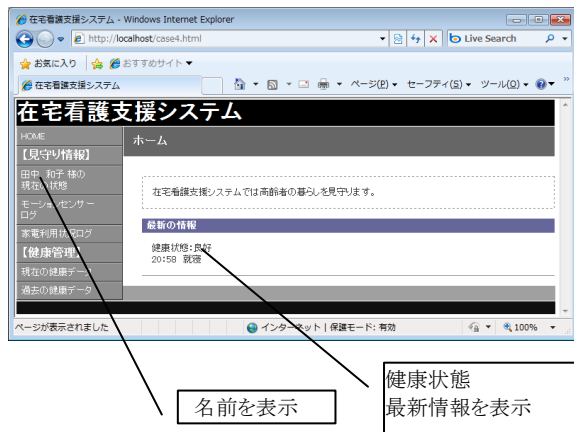 在宅看護支援システム - Windows Internet Explorer
http://localhost/case4.html
Live Search
お気に入り おすすめサイト ▼
在宅看護支援システム
ページ(P) セーフティ(S) ツール(O)
在宅看護支援システム
HOME
ホーム
【見守り情報】
田中 和子 様の
現在の状態
モーションセンサー
ログ
家電利用状況ログ
【健康管理】
現在の健康データ
過去の健康データ
在宅看護支援システムでは高齢者の暮らしを見守ります。
最新の情報
健康状態:良好
20:58 就寝
ページが表示されました
インターネット | 保護モード: 有効
100%
名前を表示
健康状態
最新情報を表示